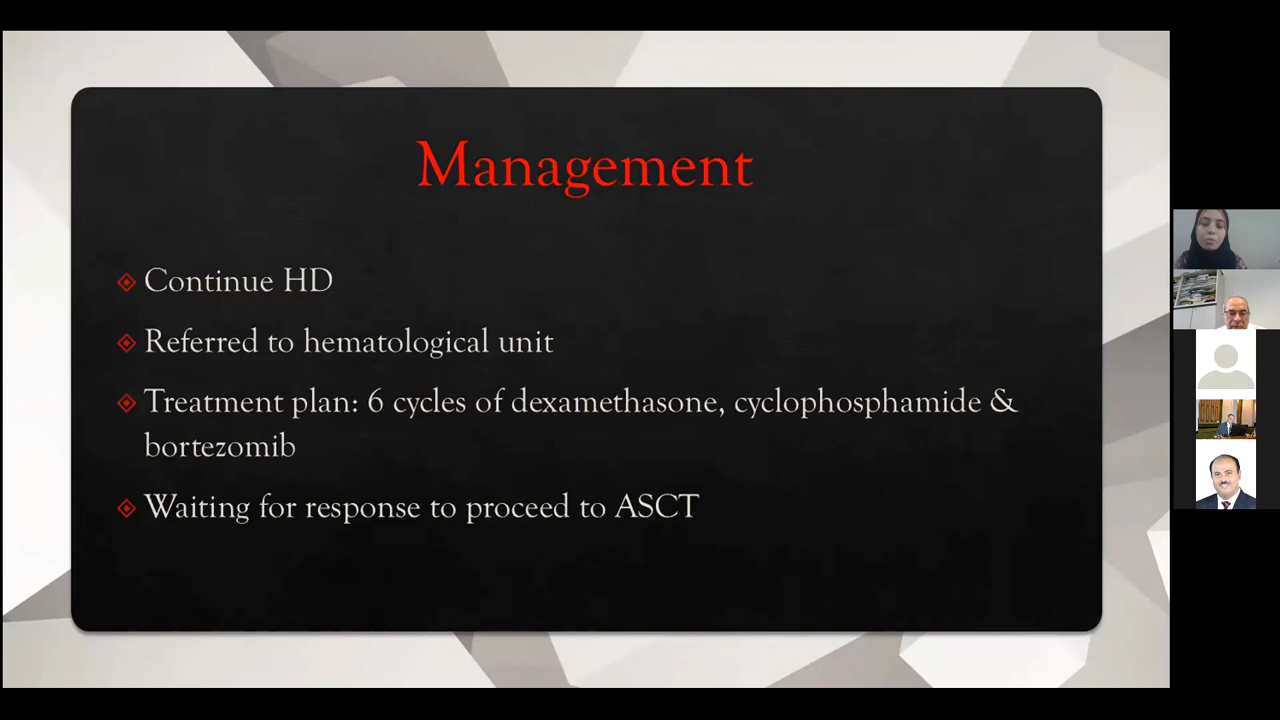 Management
Continue HD
Referred to hematological unit
Treatment plan: 6 cycles of dexamethasone, cyclophosphamide &
bortezomib
Waiting for response to proceed to ASCT